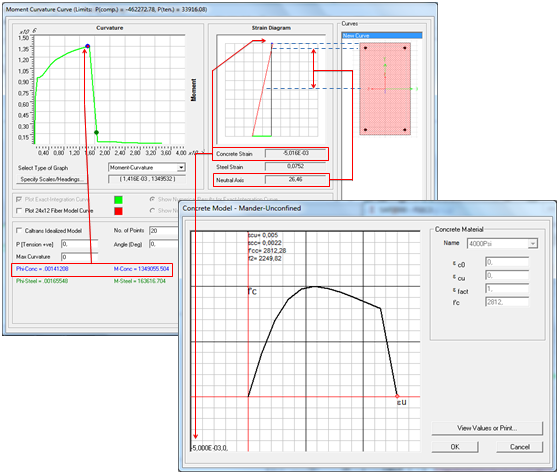 Moment Curvature Curve (Limits: P(comp.) = -462272.78, P(ten.) = 33916.08)
Curvature
x10 6
1,50
1,35
1,20
1,05
0,90
0,75
0,60
0,45
0,30
0,15
0,40 0,80 1,20 1,60 2,00 2,40 2,80 3,20 3,60 4,00 x10 -3
Moment
Select Type of Graph
Moment-Curvature
Specify Scales/Headings...
( 1,416E-03 , 1349532 )
Strain Diagram
Concrete Strain
-5,016E-03
Steel Strain
0,0752
Neutral Axis
26,46
Curves
New Curve
Plot Exact-Integration Curve
Plot 24x12 Fiber Model Curve
Caltrans Idealized Model
No. of Points
20
P [Tension +ve]
0,
Angle (Deg)
0,
Max Curvature
0,
Phi-Conc = .00141208
M-Conc = 1349055.504
Phi-Steel = .00165548
M-Steel = 163616.704
Concrete Model - Mander-Unconfined
εcu= 0,005
εcc= 0,0022
f'cc= 2812,28
f2= 2249,82
f'c
εu
-5,000E-03,0,
Concrete Material
Name
4000Psi
ε c0
0,
ε cu
0,
ε fact
1,
f'c
2812,
View Values or Print...
OK
Cancel